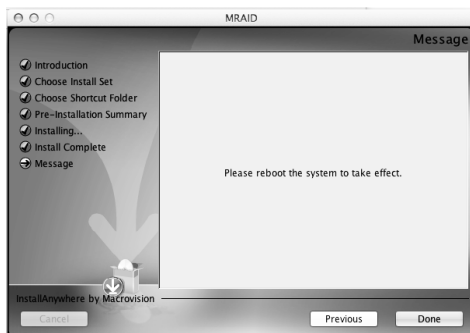 MRAID
Message
Introduction
Choose Install Set
Choose Shortcut Folder
Pre-Installation Summary
Installing...
Install Complete
Message
Please reboot the system to take effect.
InstallAnywhere by Macrovision
Cancel
Previous
Done